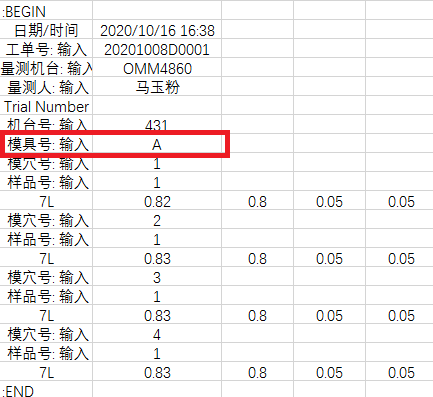 :BEGIN
日期/时间 2020/10/16 16:38
工单号: 输入 20201008D0001
量测机台: 输入 OMM4860
量测人: 输入 马玉粉
Trial Number
机台号: 输入 431
模具号: 输入 A
模穴号: 输入 1
样品号: 输入 1
7L 0.82 0.8 0.05 0.05
模穴号: 输入 2
样品号: 输入 1
7L 0.83 0.8 0.05 0.05
模穴号: 输入 3
样品号: 输入 1
7L 0.83 0.8 0.05 0.05
模穴号: 输入 4
样品号: 输入 1
7L 0.83 0.8 0.05 0.05
:END